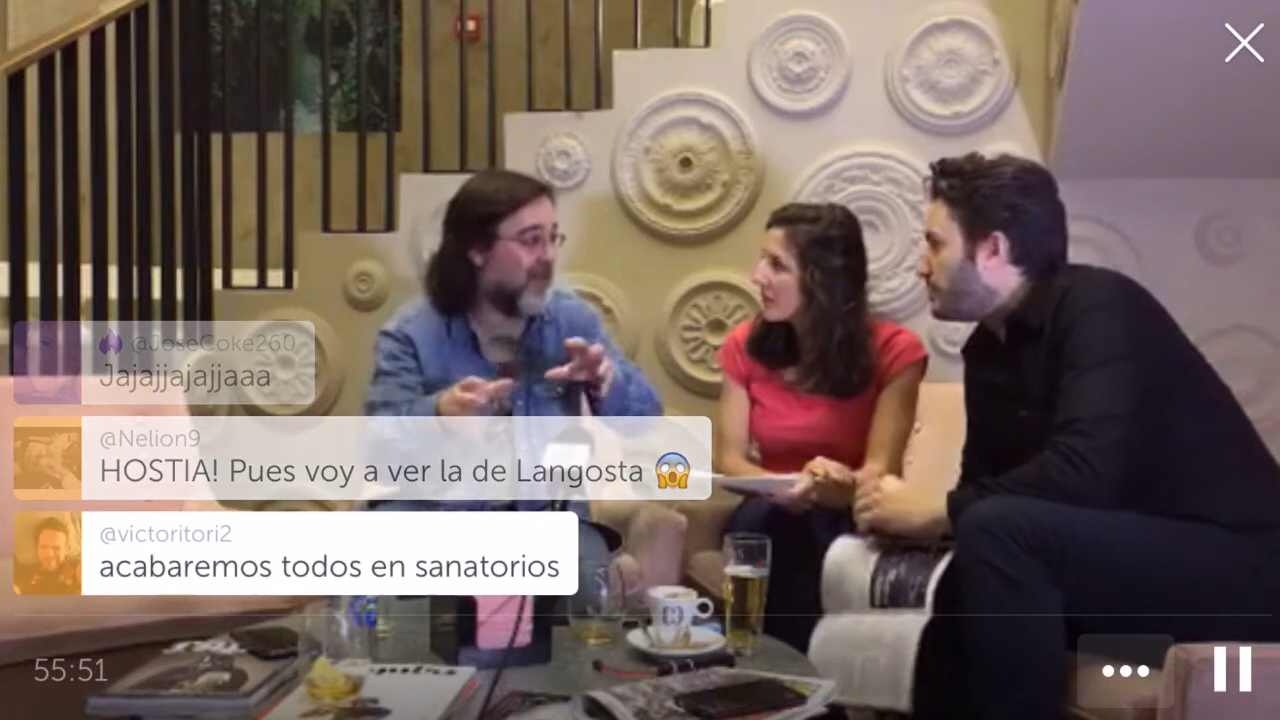 @JoseCoke260
Jajajjajajjaaa
@Nelion9
HOSTIA! Pues voy a ver la de Langosta 😱
@victoritori2
acabaremos todos en sanatorios
55:51